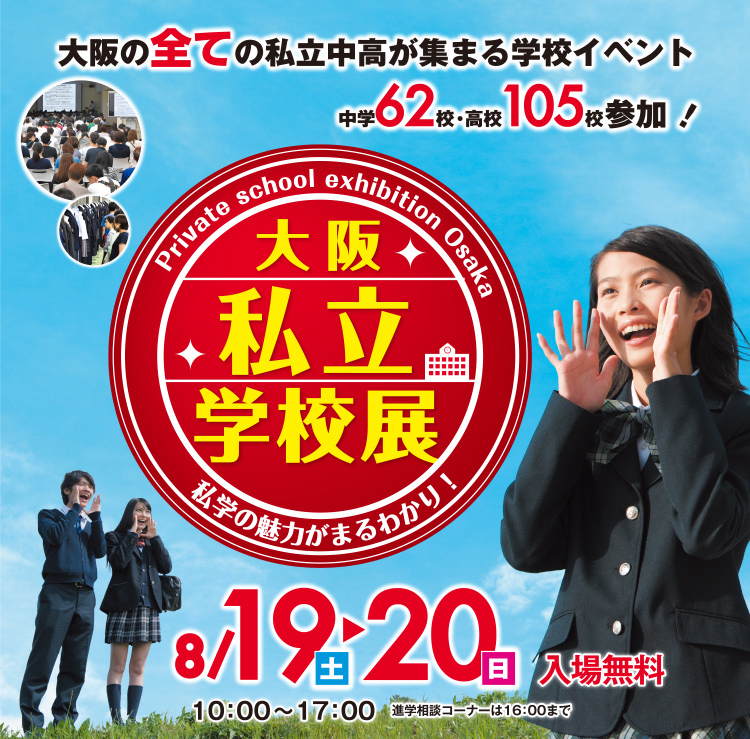 大阪の全ての私立中高が集まる学校イベント
中学62校・高校105校参加！
Private school exhibition Osaka
大阪
私立
学校展
私学の魅力がまるわかり！
8/19土▶20日
入場無料
10:00〜17:00 進学相談コーナーは16:00まで